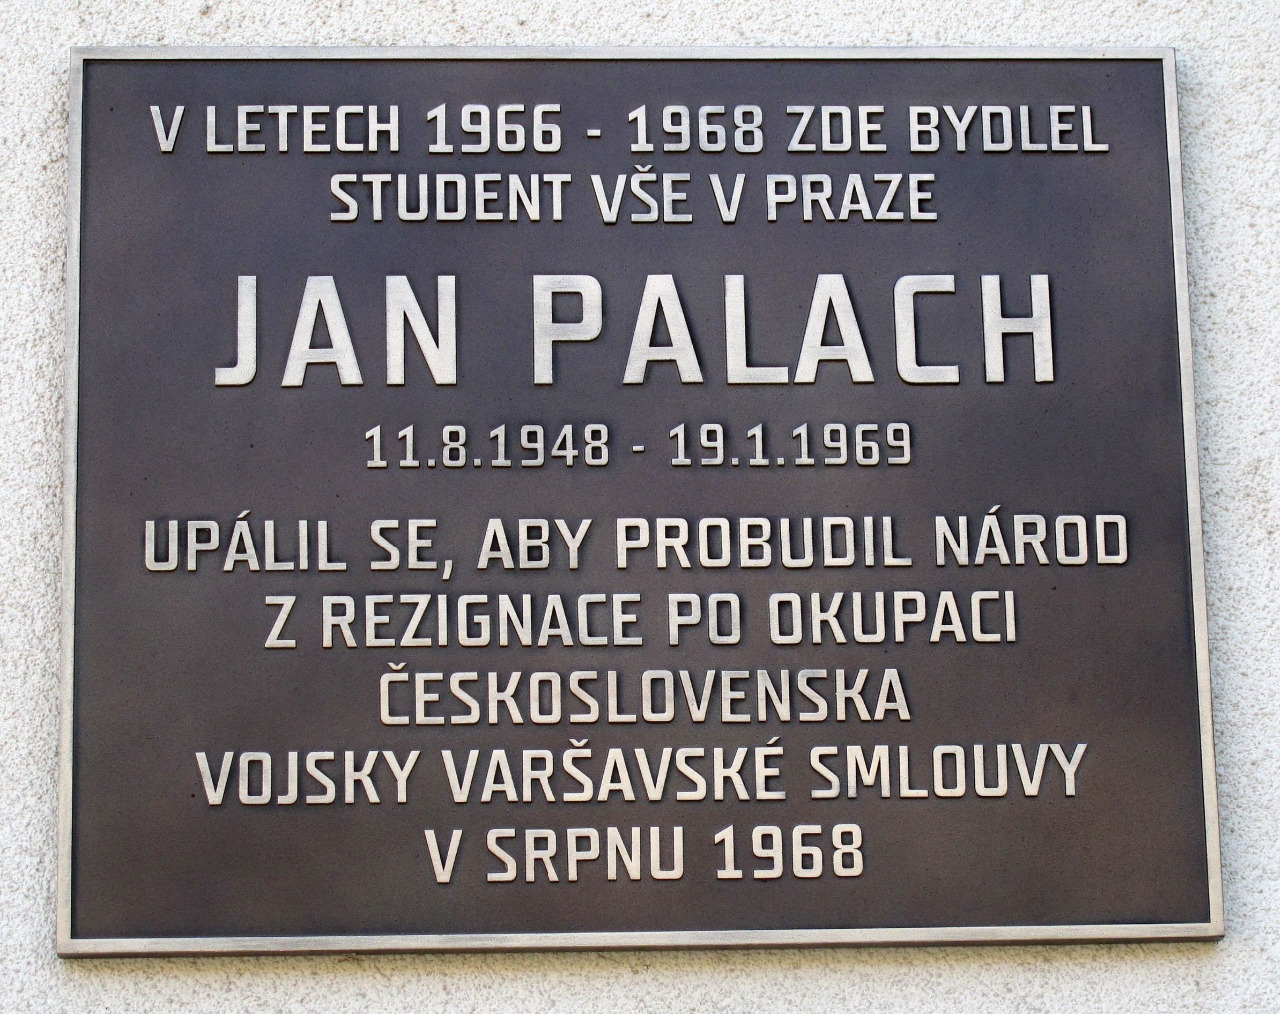 V LETECH 1966 - 1968 ZDE BYDLEL
STUDENT VŠE V PRAZE
JAN PALACH
11.8.1948 - 19.1.1969
UPÁLIL SE, ABY PROBUDIL NÁROD
Z REZIGNACE PO OKUPACI
ČESKOSLOVENSKA
VOJSKY VARŠAVSKÉ SMLOUVY
V SRPNU 1968